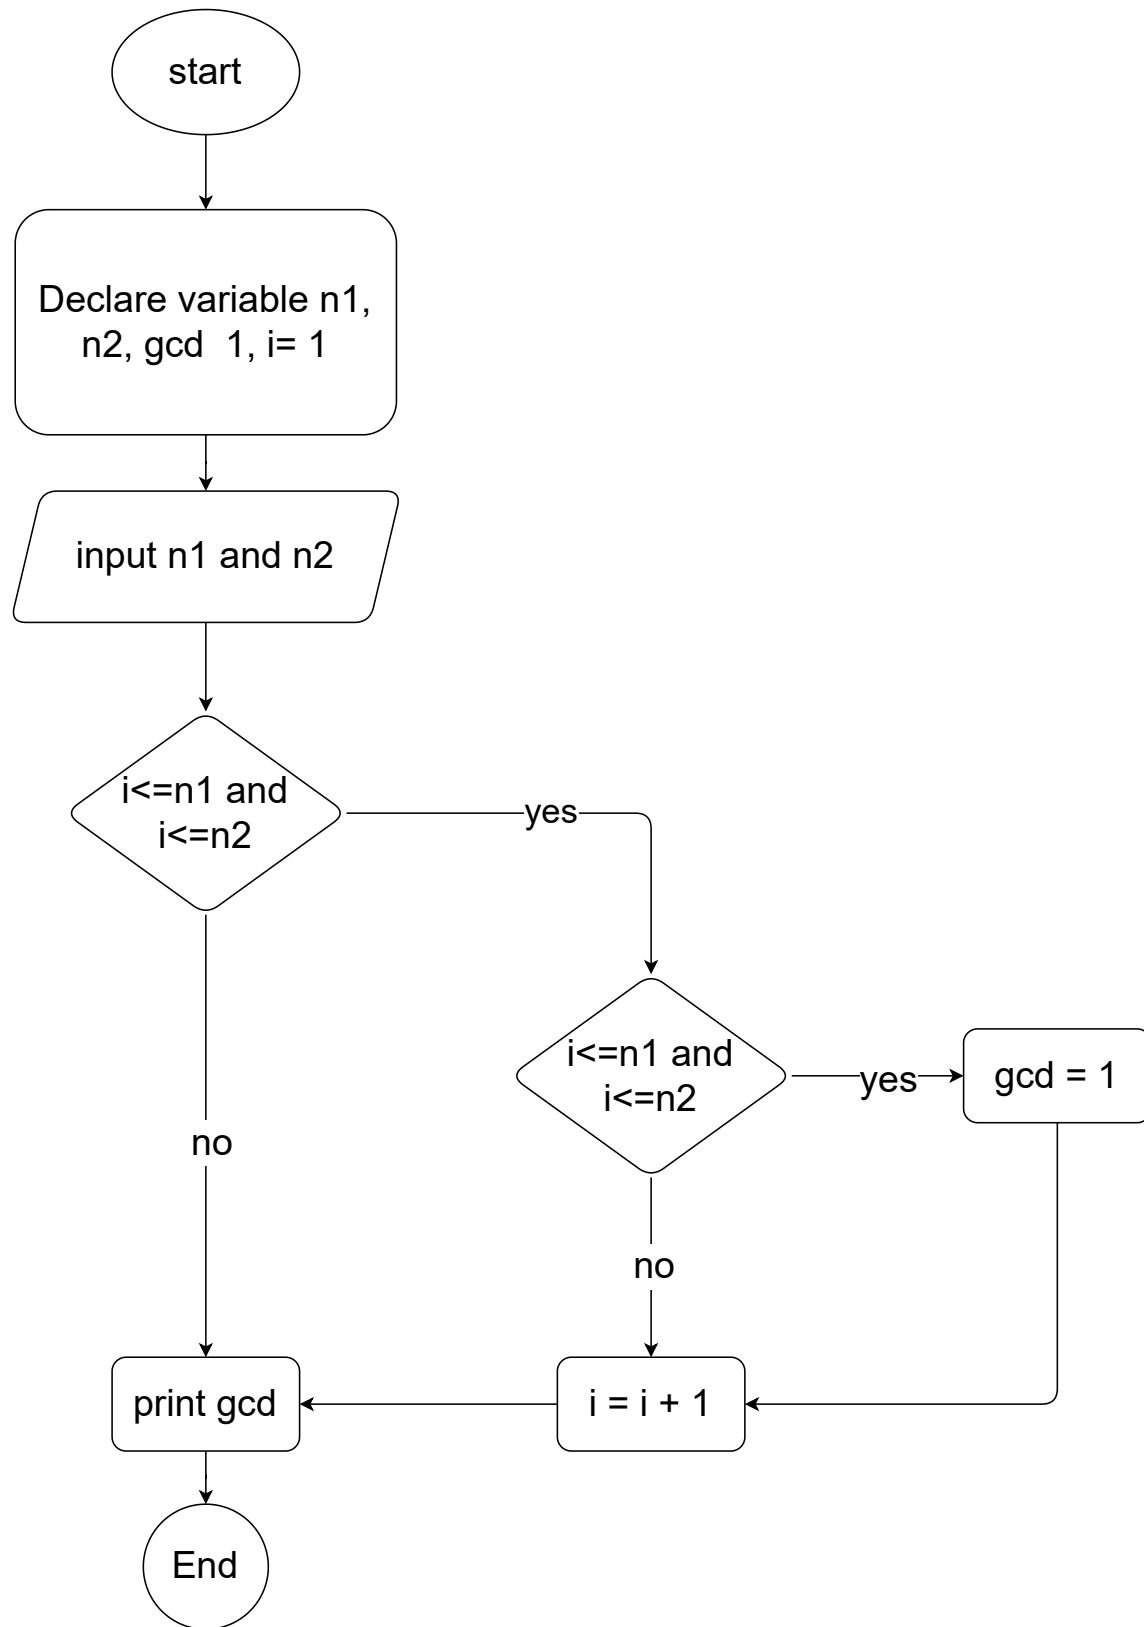 start
Declare variable n1,
n2, gcd  1, i= 1
input n1 and n2
i<=n1 and
i<=n2
yes
i<=n1 and
i<=n2
yes
gcd = 1
no
no
print gcd
i = i + 1
End